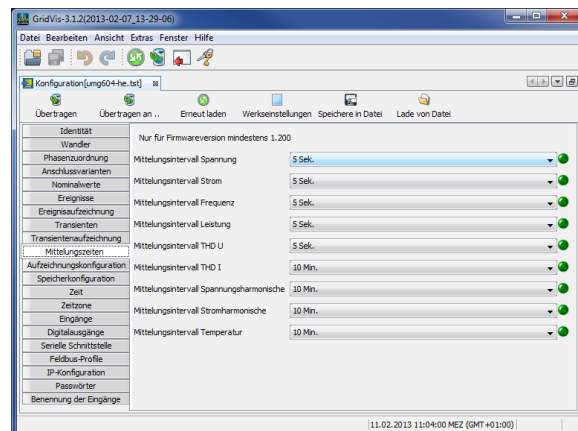 GridVis-3.1.2(2013-02-07_13-29-06)
Datei Bearbeiten Ansicht Extras Fenster Hilfe
Konfiguration[umg604-he.tst]
Übertragen Übertragen an .. Erneut laden Werkseinstellungen Speichere in Datei Lade von Datei
Identität
Wandler
Phasenzuordnung
Anschlussvarianten
Nominalwerte
Ereignisse
Ereignisaufzeichnung
Transienten
Transientenaufzeichnung
Mittelungszeiten
Aufzeichnungskonfiguration
Speicherkonfiguration
Zeit
Zeitzone
Eingänge
Digitalausgänge
Serielle Schnittstelle
Feldbus-Profile
IP-Konfiguration
Passwörter
Benennung der Eingänge
Nur für Firmwareversion mindestens 1.200
Mittelungsintervall Spannung 5 Sek.
Mittelungsintervall Strom 5 Sek.
Mittelungsintervall Frequenz 5 Sek.
Mittelungsintervall Leistung 5 Sek.
Mittelungsintervall THD U 5 Sek.
Mittelungsintervall THD I 10 Min.
Mittelungsintervall Spannungsharmonische 10 Min.
Mittelungsintervall Stromharmonische 10 Min.
Mittelungsintervall Temperatur 10 Min.
11.02.2013 11:04:00 MEZ (GMT+01:00)